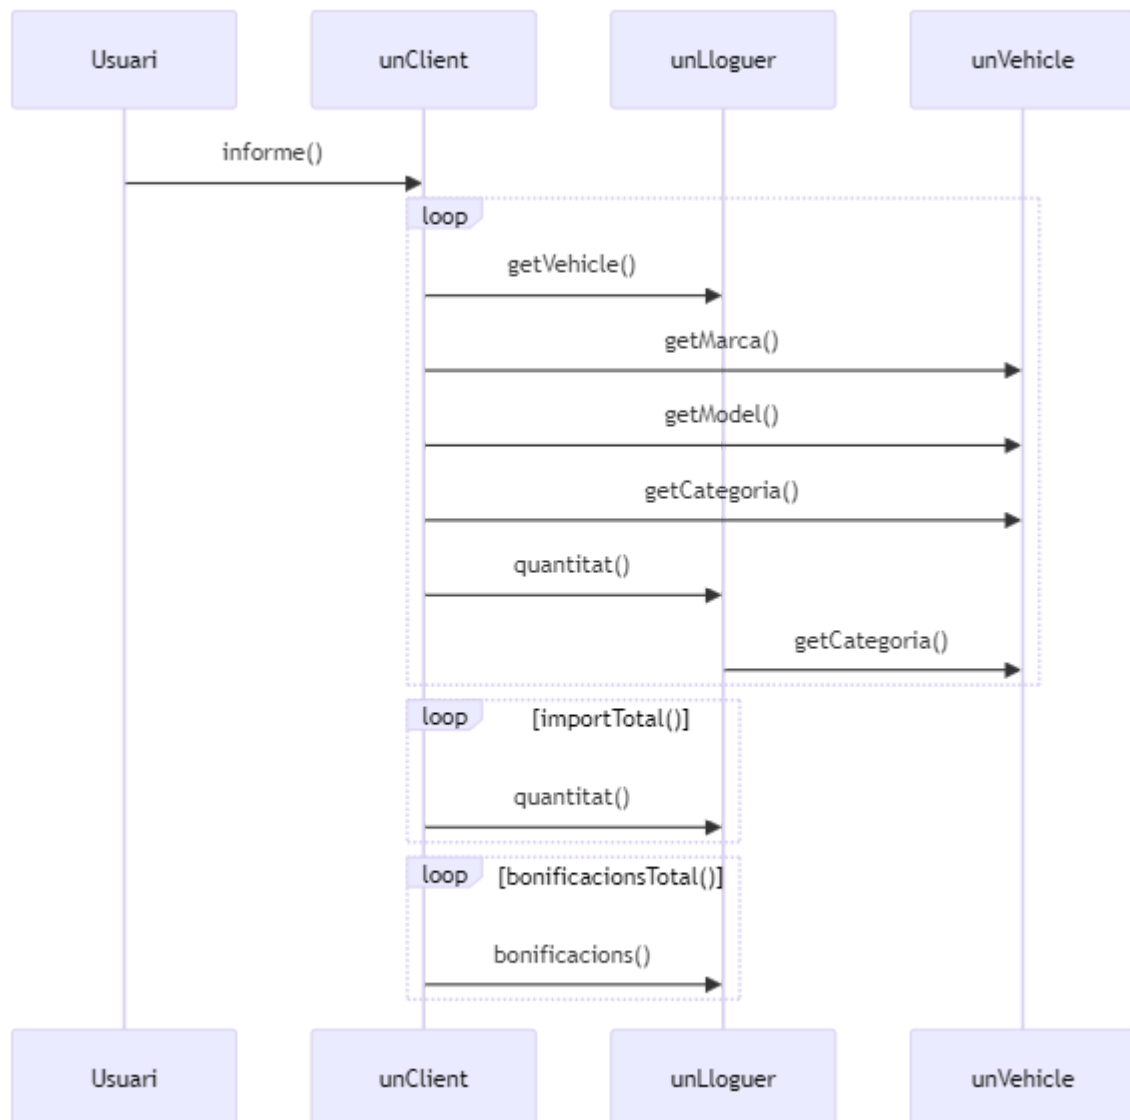 Usuari unClient unLloguer unVehicle
informe()
loop
getVehicle()
getMarca()
getModel()
getCategoria()
quantitat()
getCategoria()
loop [importTotal()]
quantitat()
loop [bonificacionsTotal()]
bonificacions()
Usuari unClient unLloguer unVehicle